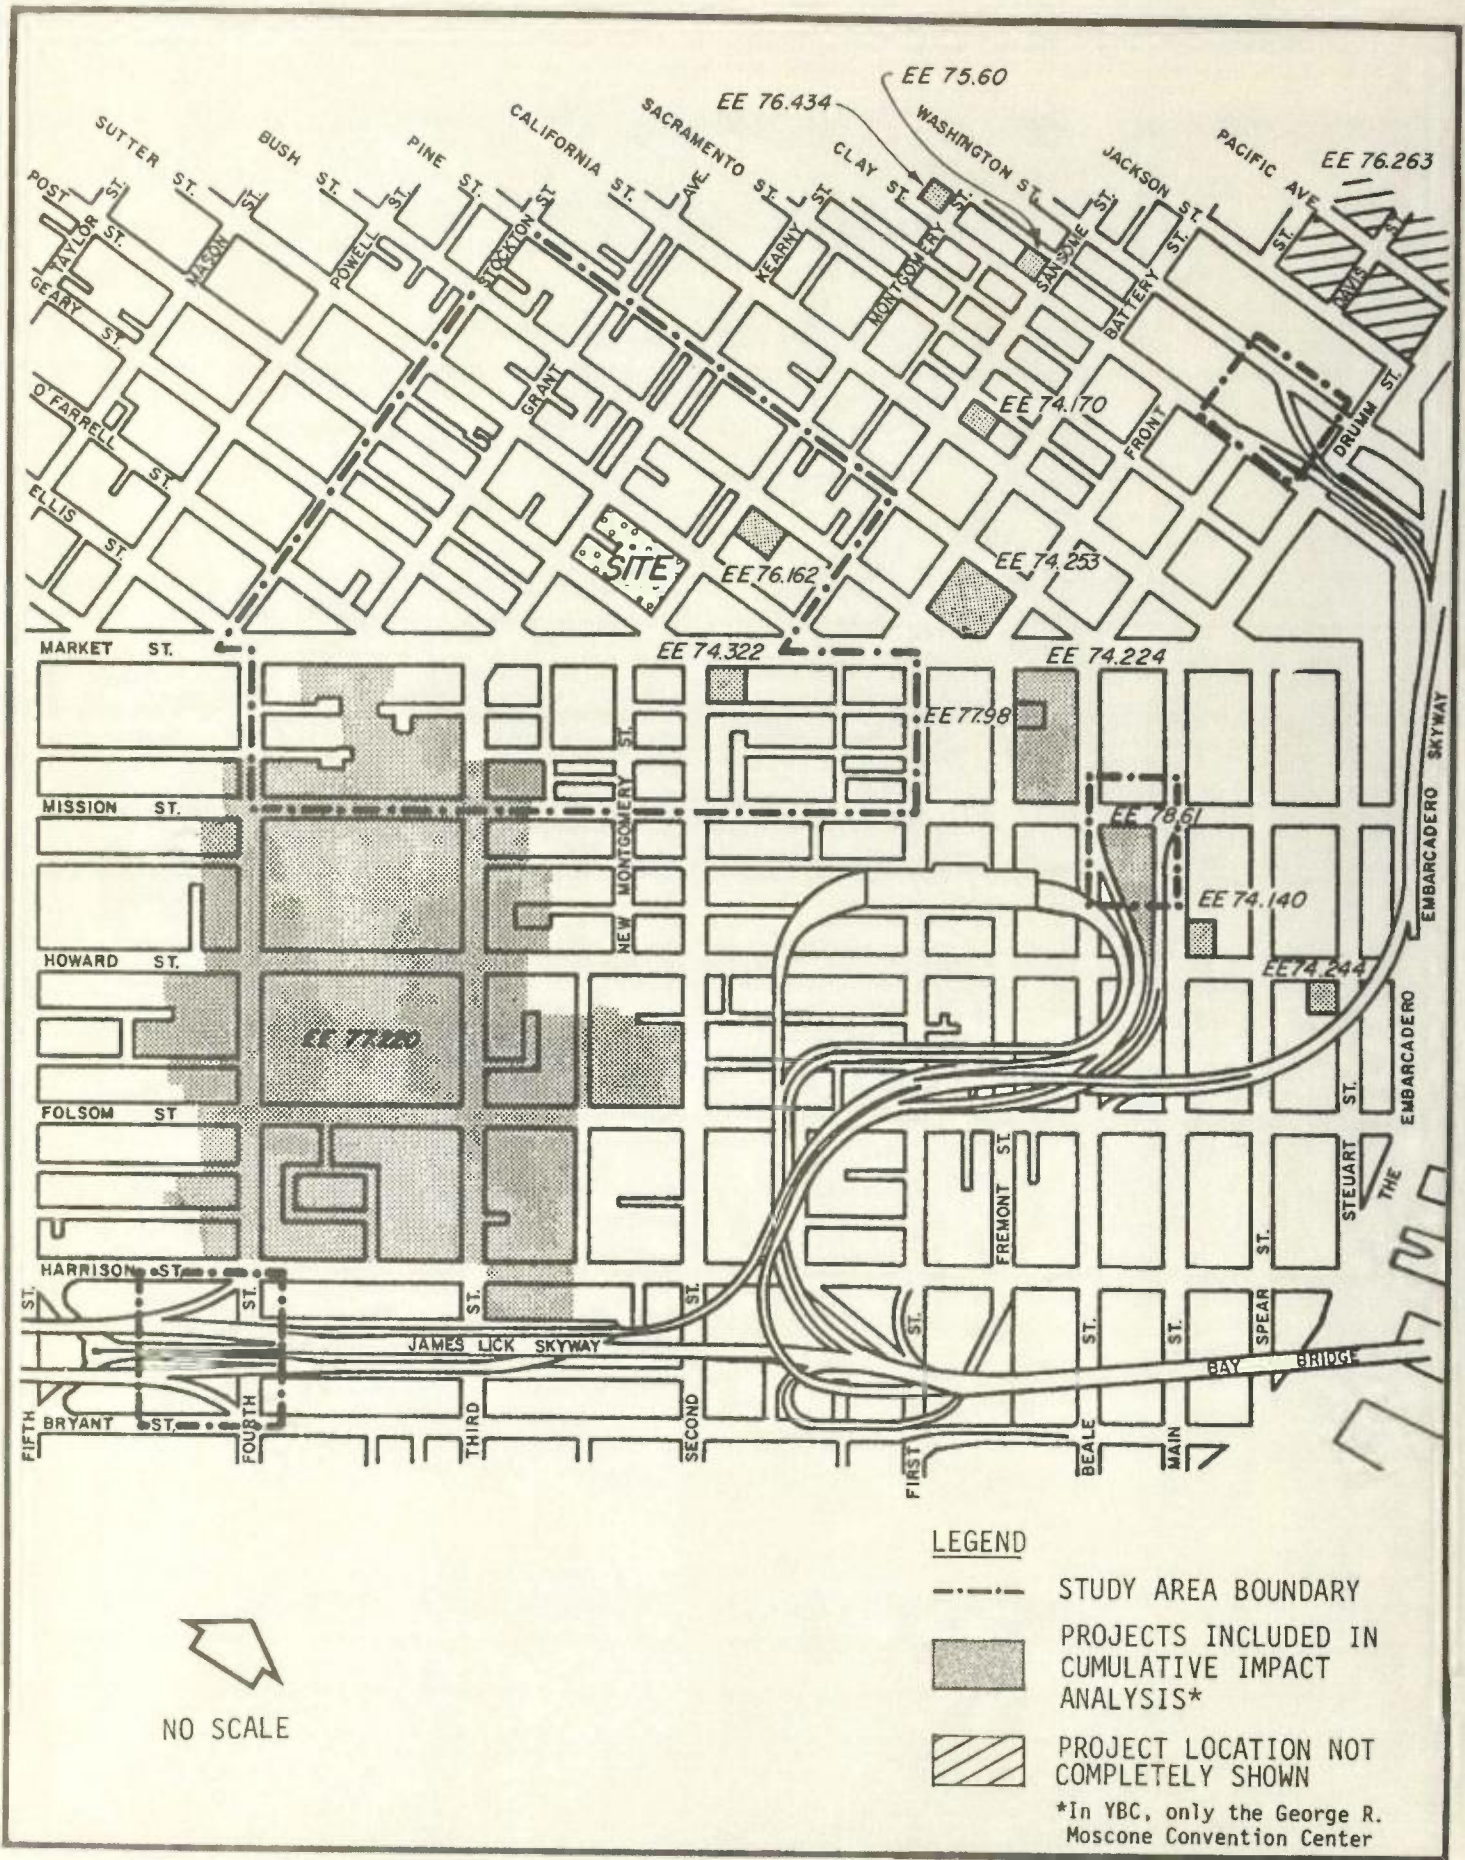 EE 75.60
EE 76.434
SUTTER ST.
BUSH ST.
PINE ST.
CALIFORNIA ST.
SACRAMENTO ST.
CLAY ST.
WASHINGTON ST.
JACKSON ST.
PACIFIC AVE.
EE 76.263
POST ST.
TAYLOR ST.
MASON ST.
POWELL ST.
STOCKTON ST.
GRANT AVE.
KEARNY ST.
MONTGOMERY ST.
SANSOME ST.
BATTERY ST.
FRONT ST.
DAVIS ST.
DRUMM ST.
GEARY ST.
O'FARRELL ST.
ELLIS ST.
EE 74.170
SITE
EE 76.162
EE 74.253
MARKET ST.
EE 74.322
EE 74.224
EE 77.98
MISSION ST.
NEW MONTGOMERY ST.
EE 78.61
EE 74.140
HOWARD ST.
EE 74.244
EE 77.220
FOLSOM ST
EMBARCADERO SKYWAY
THE EMBARCADERO
STEUART ST.
FREMONT ST.
HARRISON ST.
FIFTH ST.
FOURTH ST.
THIRD ST.
SECOND ST.
FIRST ST.
BEALE ST.
MAIN ST.
SPEAR ST.
JAMES LICK SKYWAY
BAY BRIDGE
BRYANT ST.
LEGEND
STUDY AREA BOUNDARY
PROJECTS INCLUDED IN
CUMULATIVE IMPACT
ANALYSIS*
PROJECT LOCATION NOT
COMPLETELY SHOWN
*In YBC, only the George R.
Moscone Convention Center
NO SCALE